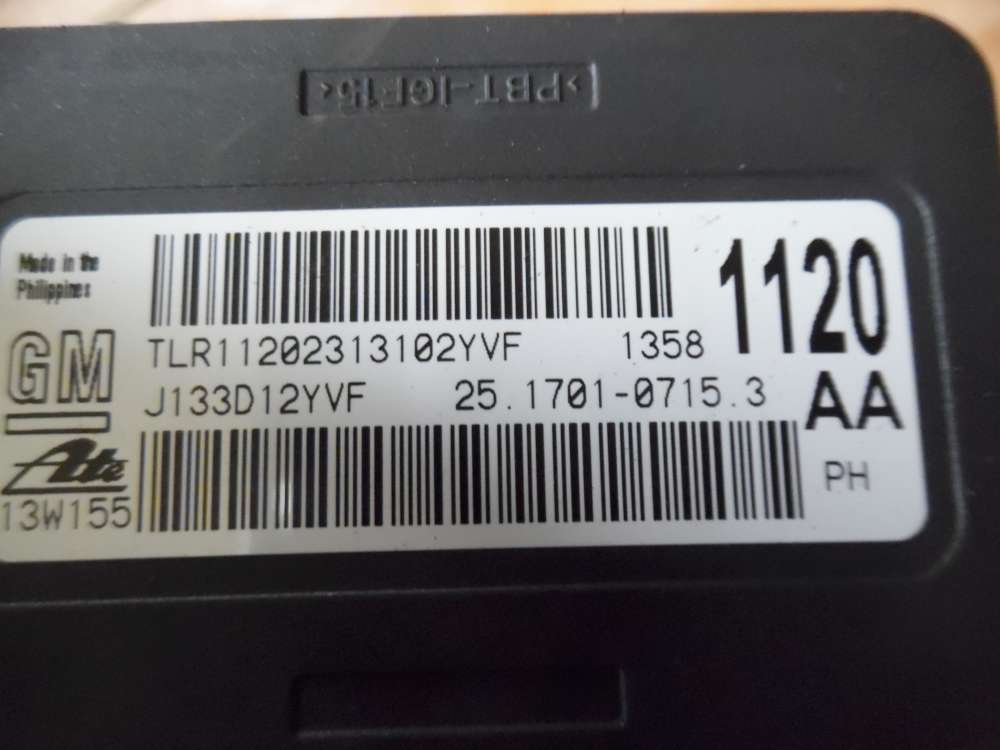 >PBT-IGF15<
Made in the
Philippines
GM
Ate
13W155
TLR11202313102YVF 1358
J133D12YVF 25.1701-0715.3
1120
AA
PH